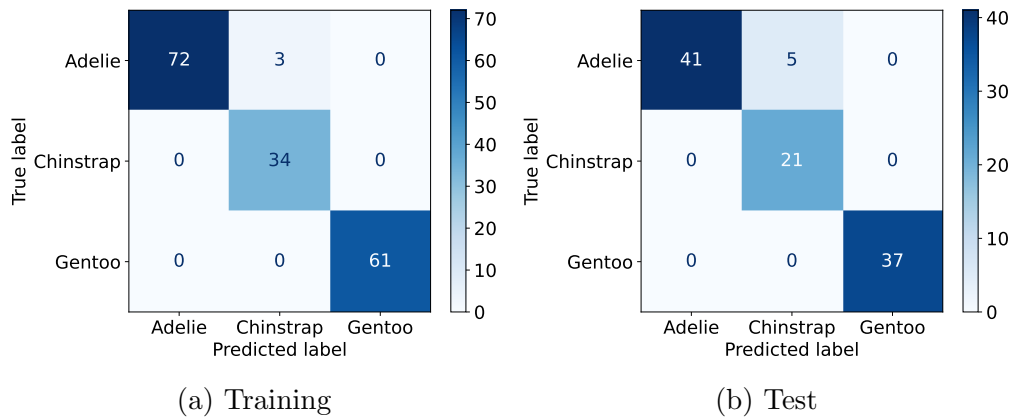 70
60
50
40
30
20
10
0
Adelie
Chinstrap
Gentoo
True label
72 3 0
0 34 0
0 0 61
Adelie Chinstrap Gentoo
Predicted label
(a) Training
40
30
20
10
0
Adelie
Chinstrap
Gentoo
True label
41 5 0
0 21 0
0 0 37
Adelie Chinstrap Gentoo
Predicted label
(b) Test